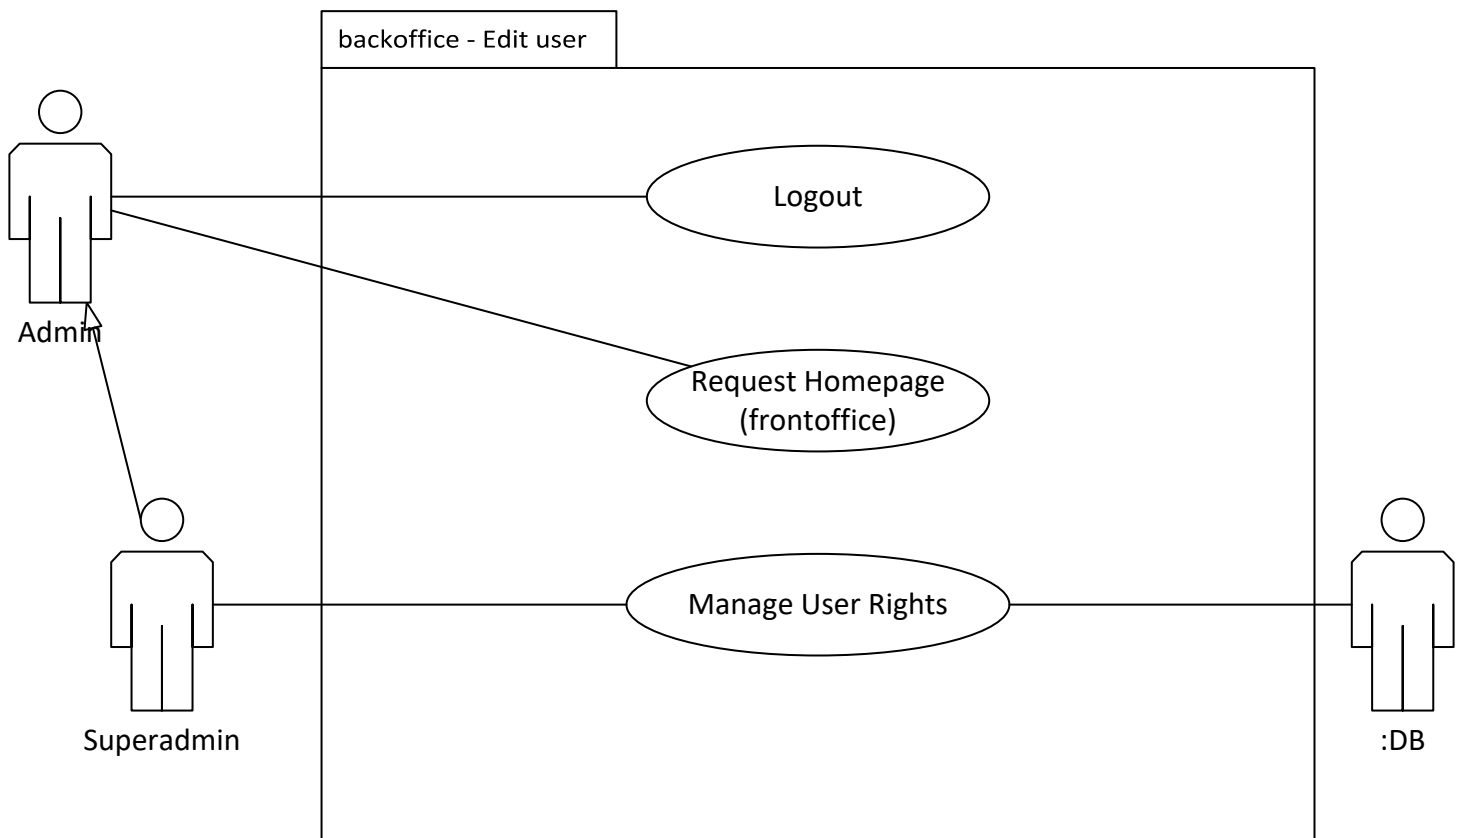 backoffice - Edit user
Logout
Admin
Request Homepage
(frontoffice)
Manage User Rights
Superadmin
:DB